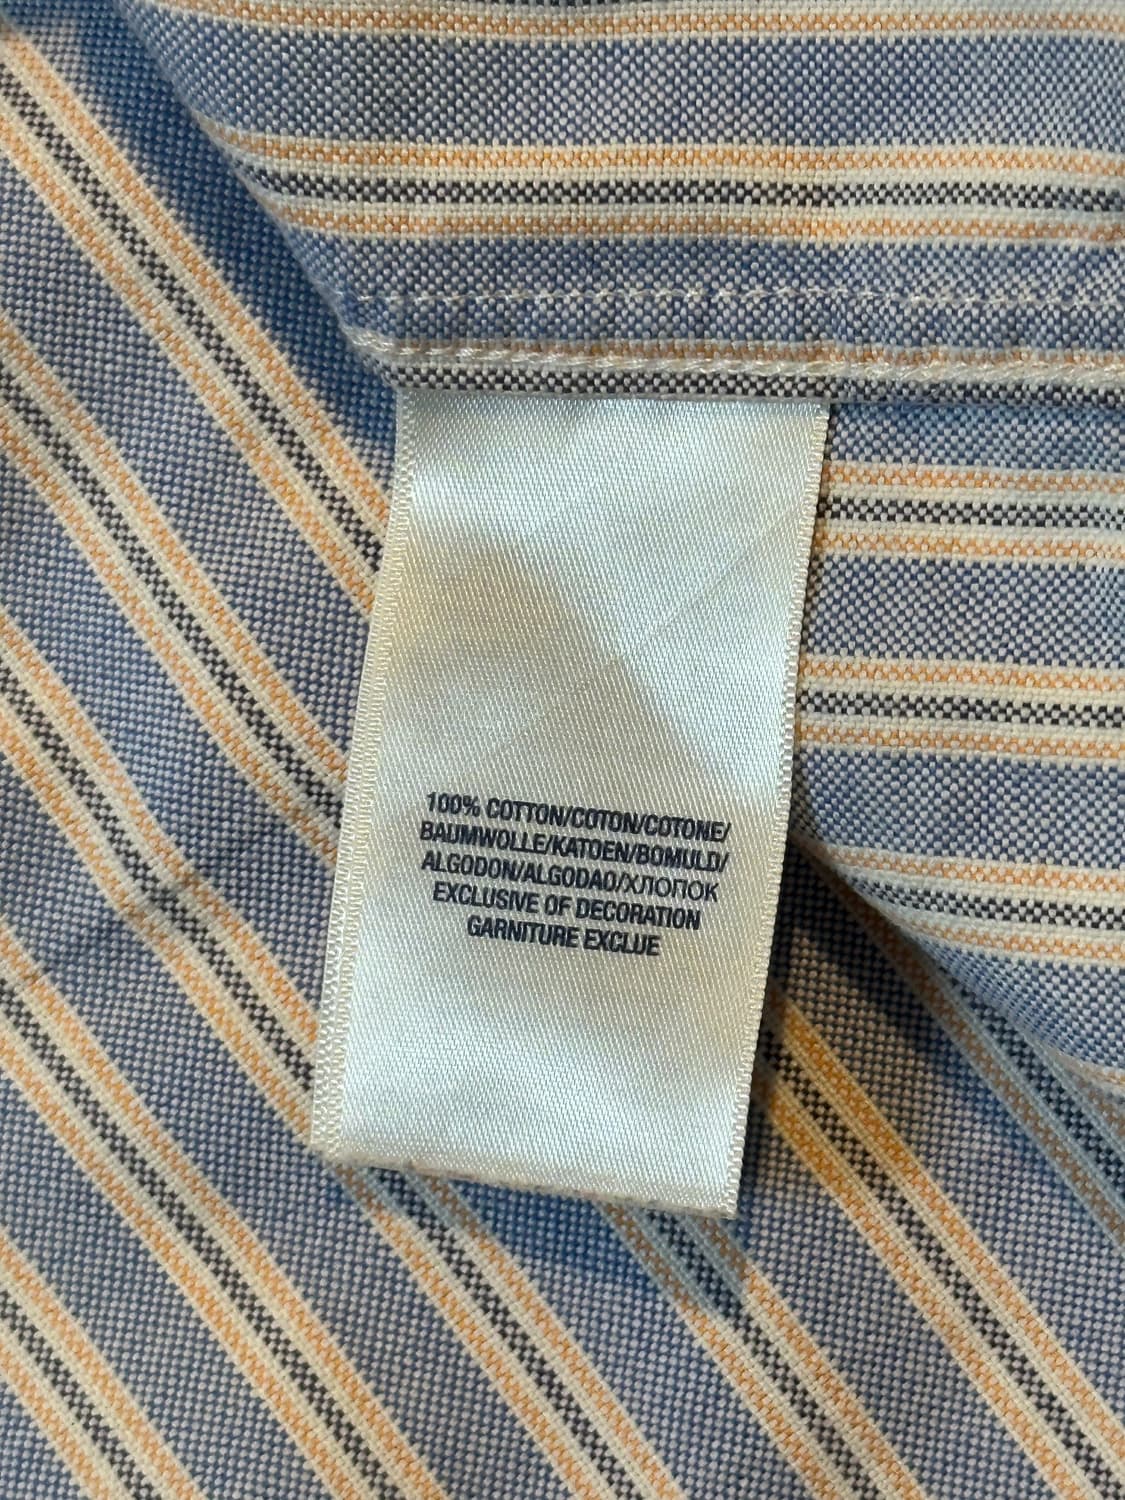 100% COTTON/COTON/COTONE/
BAUMWOLLE/KATOEN/BOMULD/
ALGODON/ALGODAO/ХЛОПОК
EXCLUSIVE OF DECORATION
GARNITURE EXCLUE